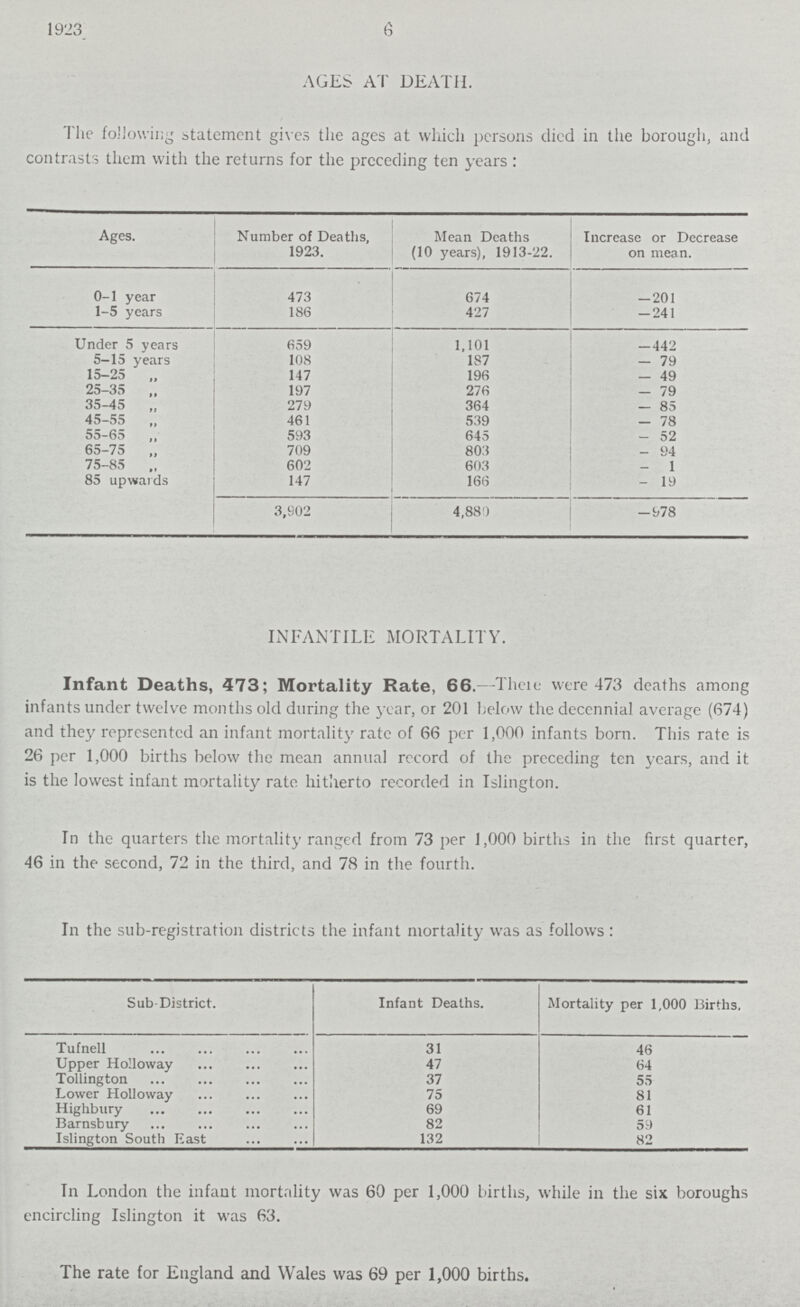 1923 6
AGES AT DEATH.
The following statement gives the ages at which persons died in the borough, and
contrasts them with the returns for the preceding ten years :
Ages. Number of Deaths, 1923. Mean Deaths (10 years), 1913-22. Increase or Decrease on mean.
0-1 year 473 674 —201
1-5 years 186 427 —241
Under 5 years 659 1,101 —442
5-15 years 108 187 — 79
15-25 „ 147 196 — 49
25-35 „ 197 276 — 79
35-45 „ 279 364 — 85
45-55 „ 461 539 — 78
55-65 „ 593 645 - 52
65-75 „ 709 803 - 94
75-85 „ 602 603 - 1
85 upwards 147 166 - 19
3,902 4,880 —978
INFANTILE MORTALITY.
Infant Deaths, 473; Mortality Rate, 66.—There were 473 deaths among
infants under twelve months old during the year, or 201 below the decennial average (674)
and they represented an infant mortality rate of 66 per 1,000 infants born. This rate is
26 per 1,000 births below the mean annual record of the preceding ten years, and it
is the lowest infant mortality rate hitherto recorded in Islington.
In the quarters the mortality ranged from 73 per 1,000 births in the first quarter,
46 in the second, 72 in the third, and 78 in the fourth.
In the sub-registration districts the infant mortality was as follows :
Sub-District. Infant Deaths. Mortality per 1,000 Births.
Tufnell ... ... ... ... 31 46
Upper Holloway ... ... ... 47 64
Tollington ... ... ... ... 37 55
Lower Holloway ... ... ... 75 81
Highbury ... ... ... ... 69 61
Barnsbury ... ... ... ... 82 59
Islington South East ... ... 132 82
In London the infant mortality was 60 per 1,000 births, while in the six boroughs
encircling Islington it was 63.
The rate for England and Wales was 69 per 1,000 births.